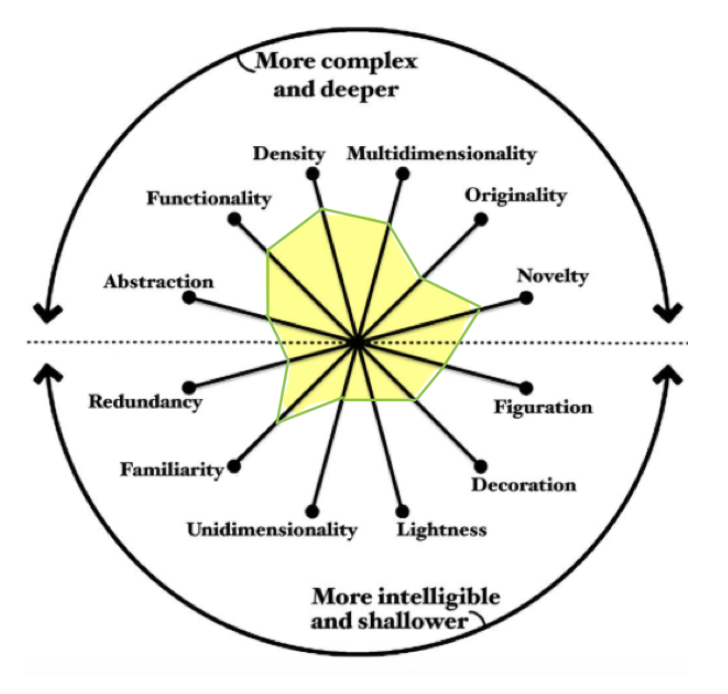 More complex
and deeper
Density
Multidimensionality
Functionality
Originality
Abstraction
Novelty
Redundancy
Figuration
Familiarity
Decoration
Unidimensionality
Lightness
More intelligible
and shallower